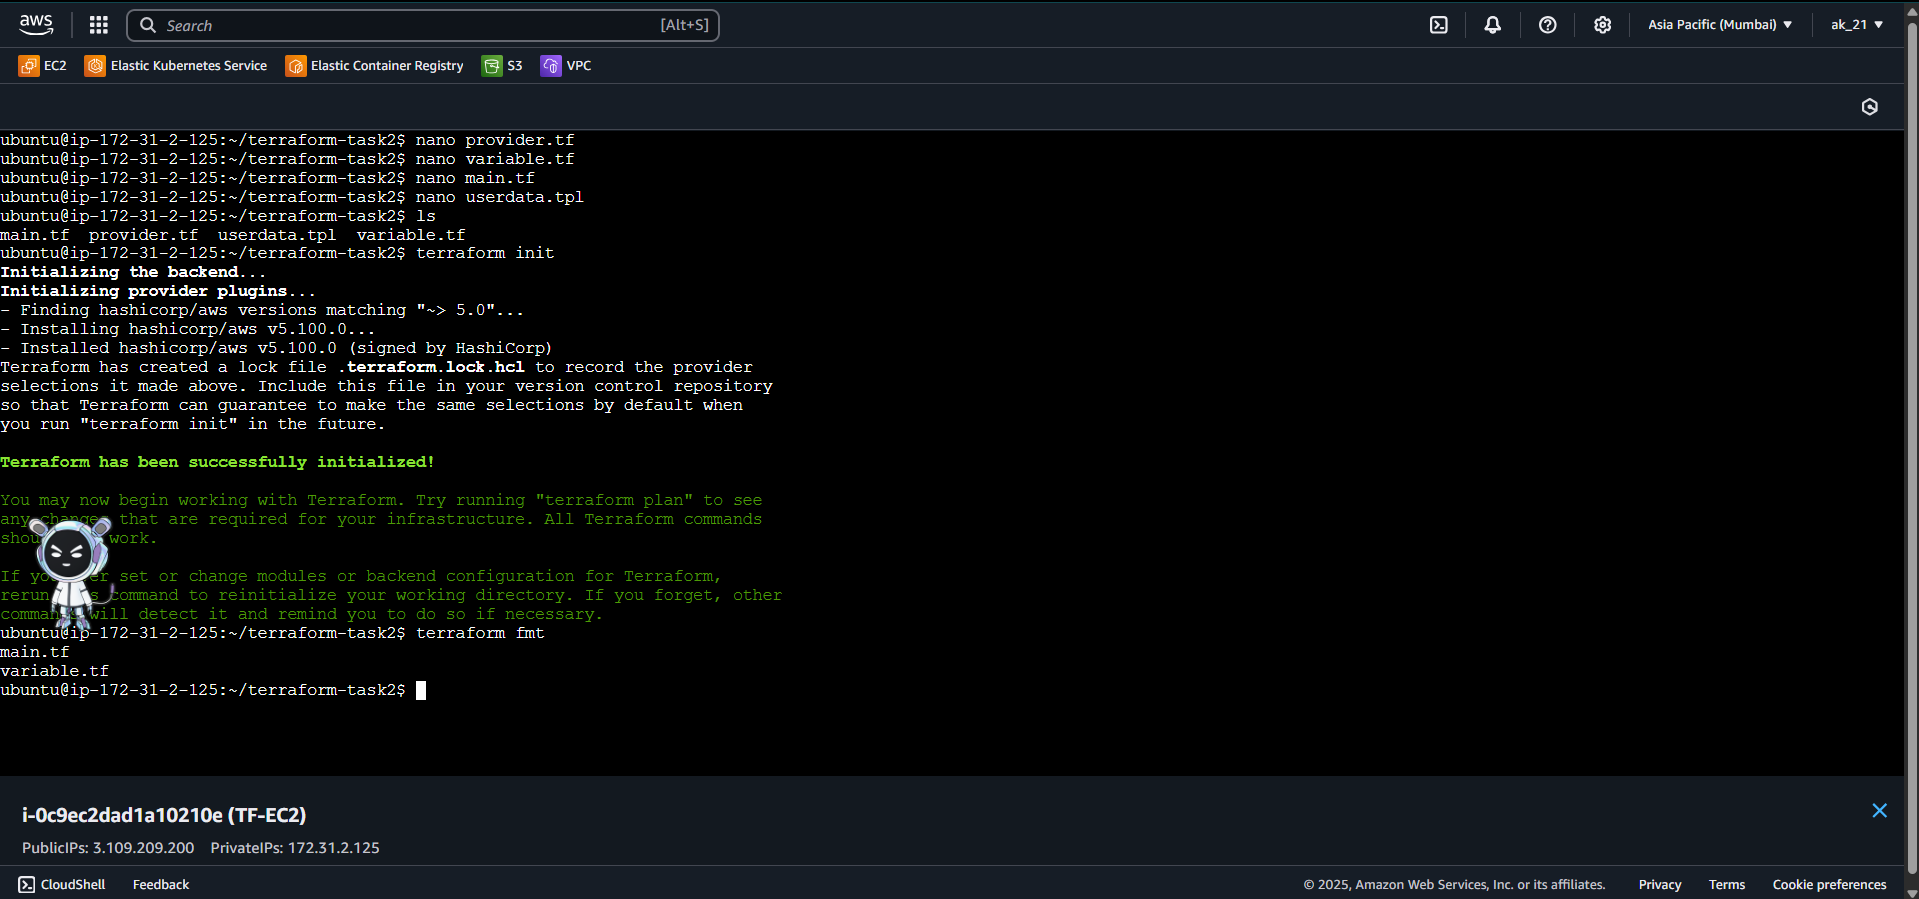 aws
Search [Alt+S] Asia Pacific (Mumbai) ak_21
EC2 Elastic Kubernetes Service Elastic Container Registry S3 VPC
ubuntu@ip-172-31-2-125:~/terraform-task2$ nano provider.tf
ubuntu@ip-172-31-2-125:~/terraform-task2$ nano variable.tf
ubuntu@ip-172-31-2-125:~/terraform-task2$ nano main.tf
ubuntu@ip-172-31-2-125:~/terraform-task2$ nano userdata.tpl
ubuntu@ip-172-31-2-125:~/terraform-task2$ ls
main.tf  provider.tf  userdata.tpl  variable.tf
ubuntu@ip-172-31-2-125:~/terraform-task2$ terraform init
Initializing the backend...
Initializing provider plugins...
- Finding hashicorp/aws versions matching "~> 5.0"...
- Installing hashicorp/aws v5.100.0...
- Installed hashicorp/aws v5.100.0 (signed by HashiCorp)
Terraform has created a lock file .terraform.lock.hcl to record the provider
selections it made above. Include this file in your version control repository
so that Terraform can guarantee to make the same selections by default when
you run "terraform init" in the future.
Terraform has been successfully initialized!
You may now begin working with Terraform. Try running "terraform plan" to see
any changes that are required for your infrastructure. All Terraform commands
work.
If set or change modules or backend configuration for Terraform,
rerun command to reinitialize your working directory. If you forget, other
will detect it and remind you to do so if necessary.
ubuntu@ip-172-31-2-125:~/terraform-task2$ terraform fmt
main.tf
variable.tf
ubuntu@ip-172-31-2-125:~/terraform-task2$
i-0c9ec2dad1a10210e (TF-EC2)
PublicIPs: 3.109.209.200 PrivateIPs: 172.31.2.125
CloudShell Feedback © 2025, Amazon Web Services, Inc. or its affiliates. Privacy Terms Cookie preferences